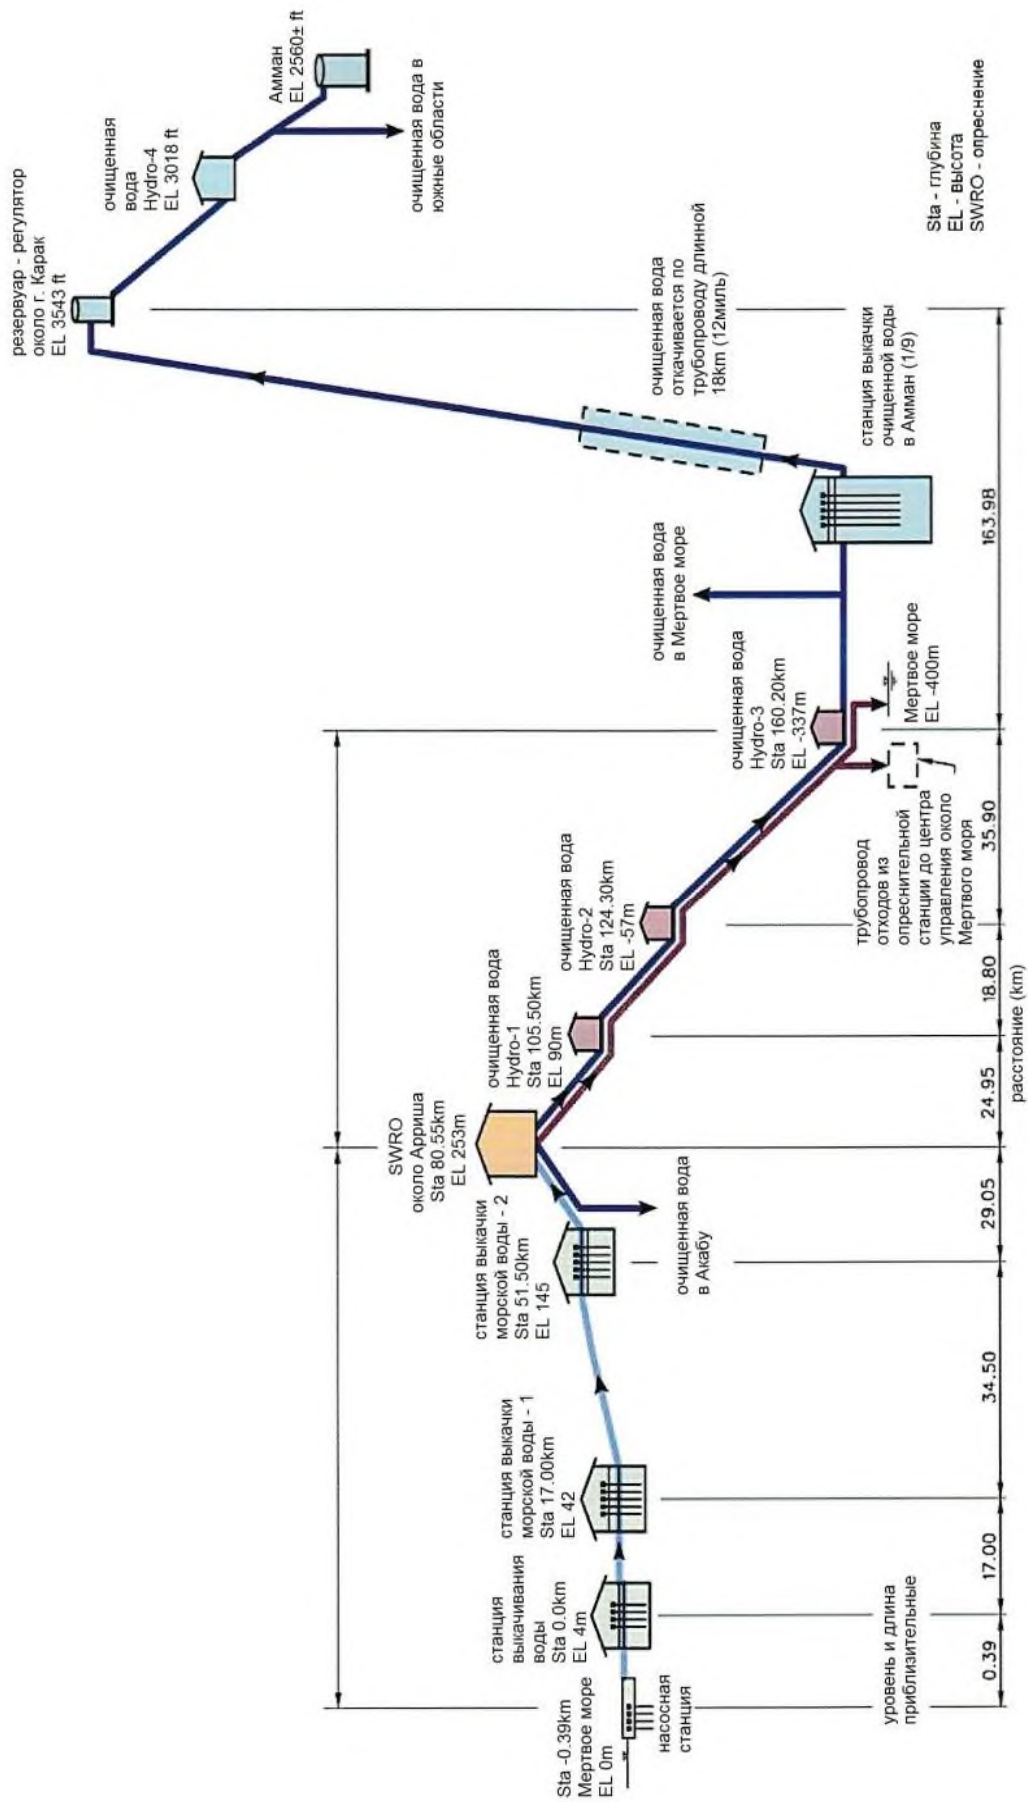 Sta -0.39km
Мертвое море
EL 0m
насосная
станция
станция
выкачивания
воды
Sta 0.0km
EL 4m
станция выкачки
морской воды - 1
Sta 17.00km
EL 42
станция выкачки
морской воды - 2
Sta 51.50km
EL 145
SWRO
около Арриша
Sta 80.55km
EL 253m
очищенная вода
в Акабу
очищенная вода
Hydro-1
Sta 105.50km
EL 90m
очищенная вода
Hydro-2
Sta 124.30km
EL -57m
очищенная вода
Hydro-3
Sta 160.20km
EL -337m
трубопровод
отходов из
опреснительной
станции до центра
управления около
Мертвого моря
Мертвое море
EL -400m
очищенная вода
в Мертвое море
станция выкачки
очищенной воды
в Амман (1/9)
очищенная вода
откачивается по
трубопроводу длинной
18km (12миль)
резервуар - регулятор
около г. Карак
EL 3543 ft
очищенная
вода
Hydro-4
EL 3018 ft
Амман
EL 2560± ft
очищенная вода в
южные области
уровень и длина
приблизительные
0.39
17.00
34.50
29.05
24.95
18.80
35.90
163.98
расстояние (km)
Sta - глубина
EL - высота
SWRO - опреснение